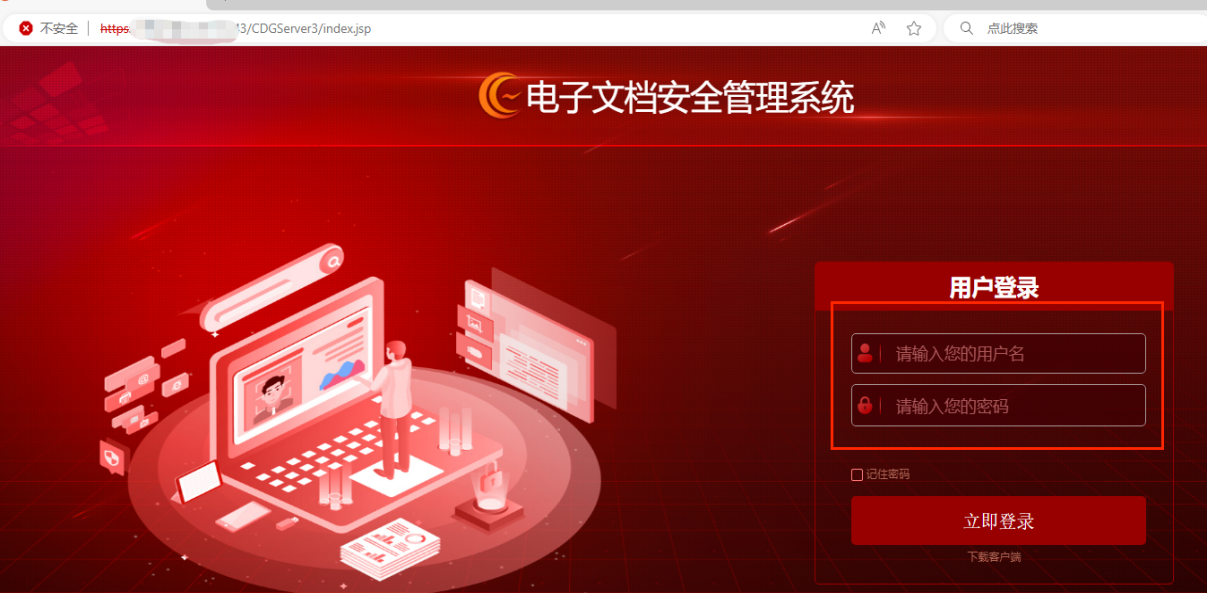 不安全
https:
43/CDGServer3/index.jsp
点此搜索
电子文档安全管理系统
用户登录
请输入您的用户名
请输入您的密码
记住密码
立即登录
下载客户端